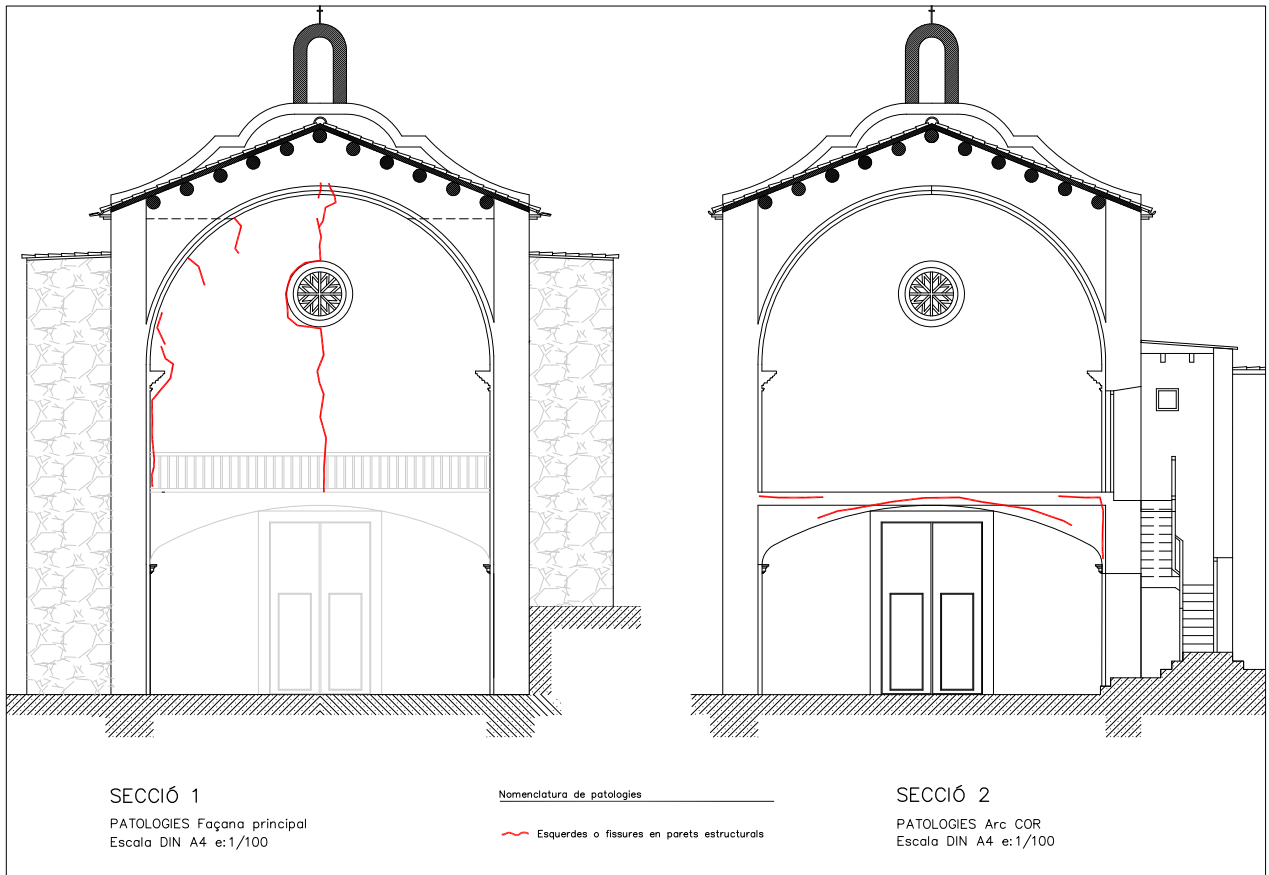 SECCIÓ 1
PATOLOGIES Façana principal
Escala DIN A4 e:1/100
Nomenclatura de patologies
Esquerdes o fissures en parets estructurals
SECCIÓ 2
PATOLOGIES Arc COR
Escala DIN A4 e:1/100